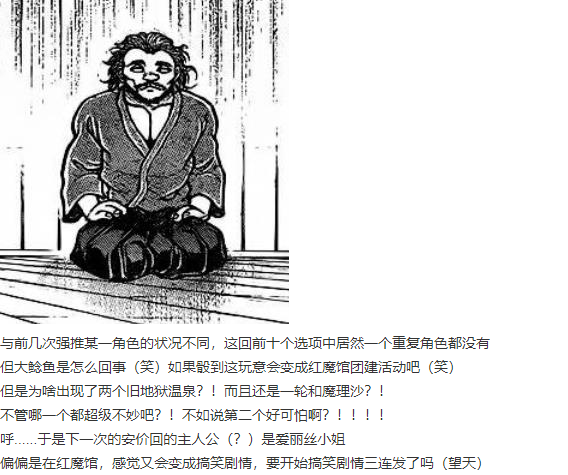 与前几次强推某一角色的状况不同，这回前十个选项中居然一个重复角色都没有
但大鲶鱼是怎么回事（笑）如果骰到这玩意会变成红魔馆团建活动吧（笑）
但是为啥出现了两个旧地狱温泉？！而且还是一轮和魔理沙？！
不管哪一个都超级不妙吧？！不如说第二个好可怕啊？！！！！
呼……于是下一次的安价回的主人公（？）是爱丽丝小姐
偏偏是在红魔馆，感觉又会变成搞笑剧情，要开始搞笑剧情三连发了吗（望天）